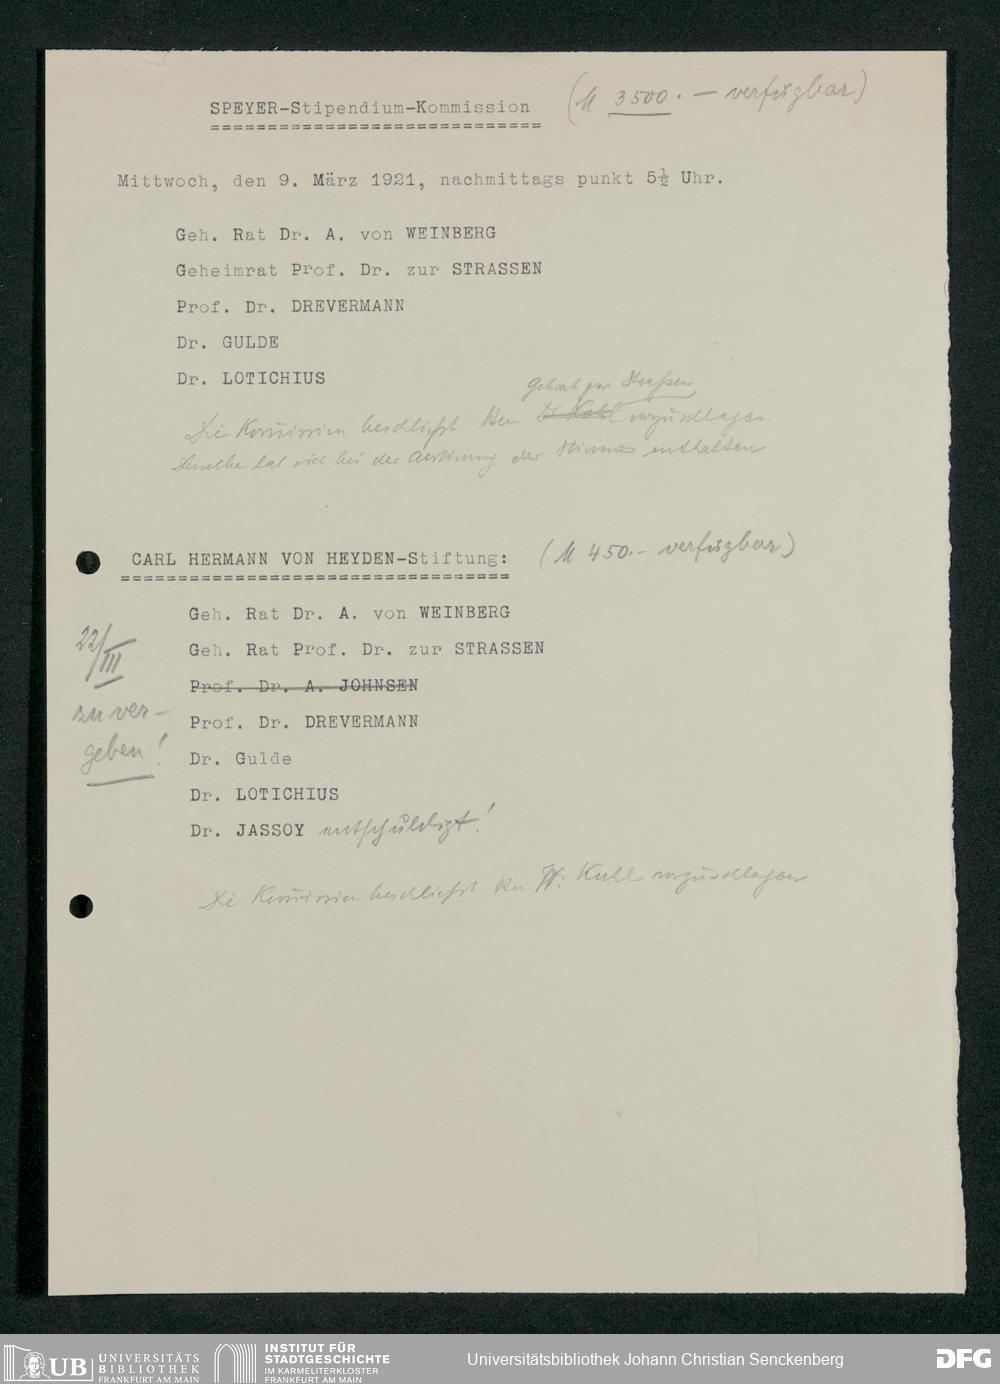 SPEYER-Stipendium-Kommission (M 3500.- verfügbar)
Mittwoch, den 9. März 1921, nachmittags punkt 5½ Uhr.
Geh. Rat Dr. A. von WEINBERG
Geheimrat Prof. Dr. zur STRASSEN
Prof. Dr. DREVERMANN
Dr. GULDE
Dr. LOTICHIUS
Gehrat zur Strassen
Die Kommission beschliesst Herrn vorzuschlagen.
Derselbe hat sich bei der der Stimme enthalten
CARL HERMANN VON HEYDEN-Stiftung: (M 450.- verfügbar)
Geh. Rat Dr. A. von WEINBERG
22/III
Geh. Rat Prof. Dr. zur STRASSEN
Prof. Dr. A. JOHNSEN
zu ver-
Prof. Dr. DREVERMANN
geben!
Dr. Gulde
Dr. LOTICHIUS
Dr. JASSOY entschuldigt!
Die Kommission beschliesst vorzuschlagen
UB UNIVERSITÄTS
BIBLIOTHEK
FRANKFURT AM MAIN
INSTITUT FÜR
STADTGESCHICHTE
IM KARMELITERKLOSTER
FRANKFURT AM MAIN
Universitätsbibliothek Johann Christian Senckenberg
DFG